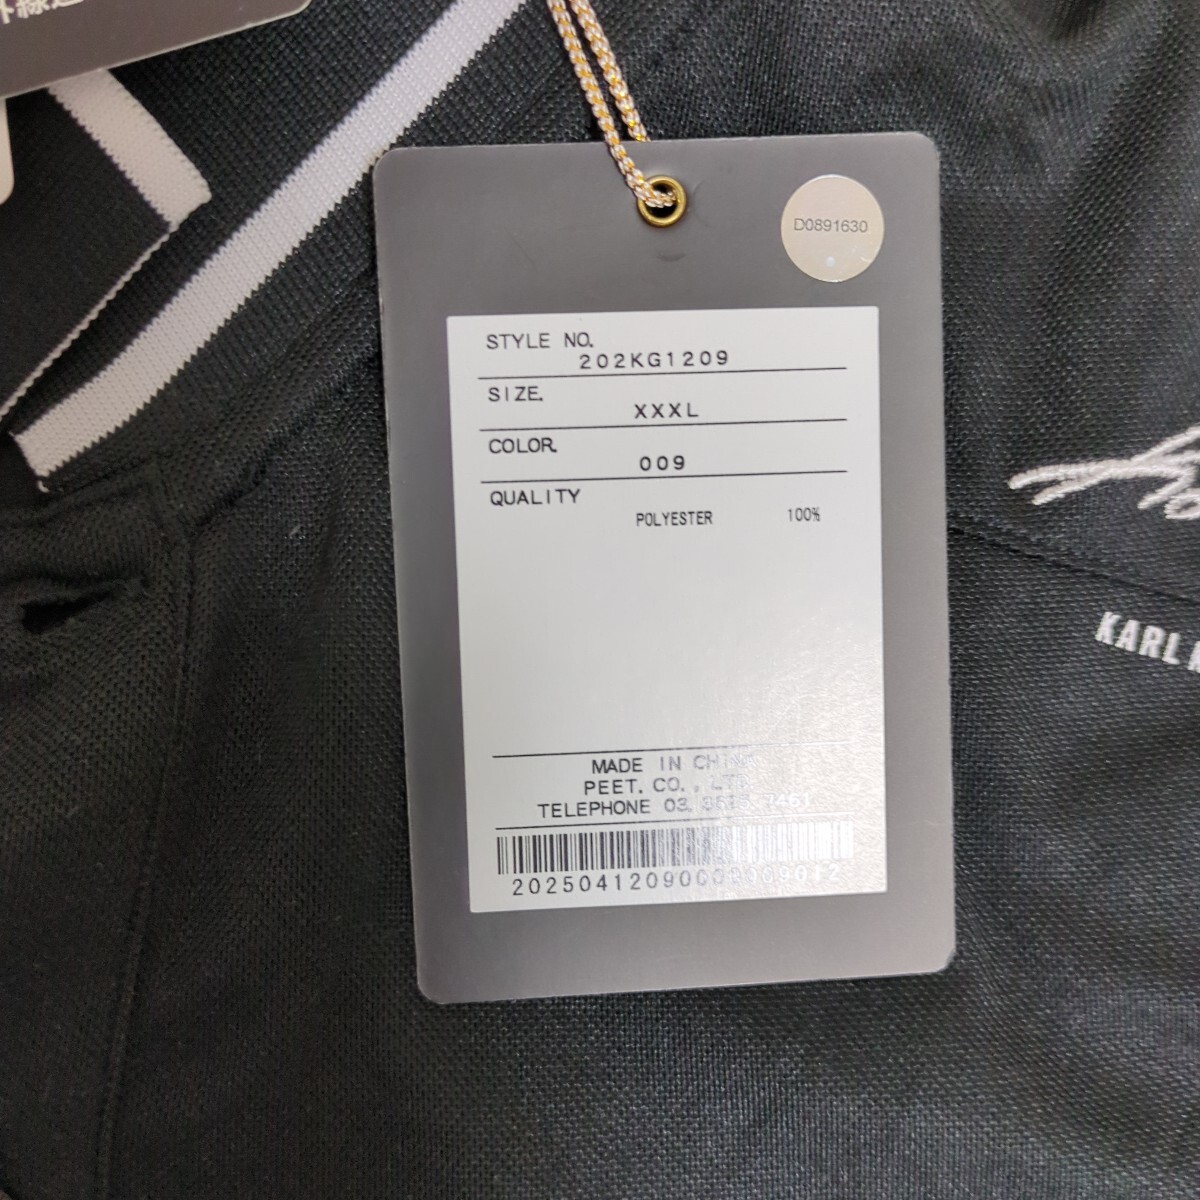 D0891630
STYLE NO.
202KG1209
SIZE.
XXXL
COLOR.
009
QUALITY
POLYESTER 100%
MADE IN CHINA
PEET. CO., LTD
TELEPHONE 03. 7461
KARL